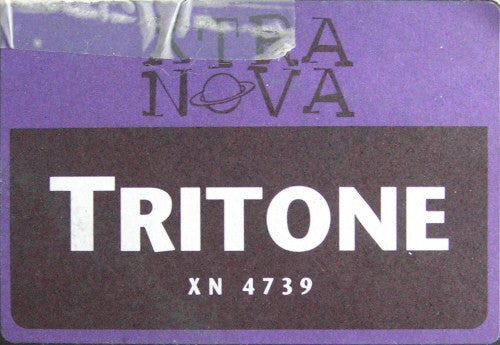 XTRA
NOVA
TRITONE
XN 4739